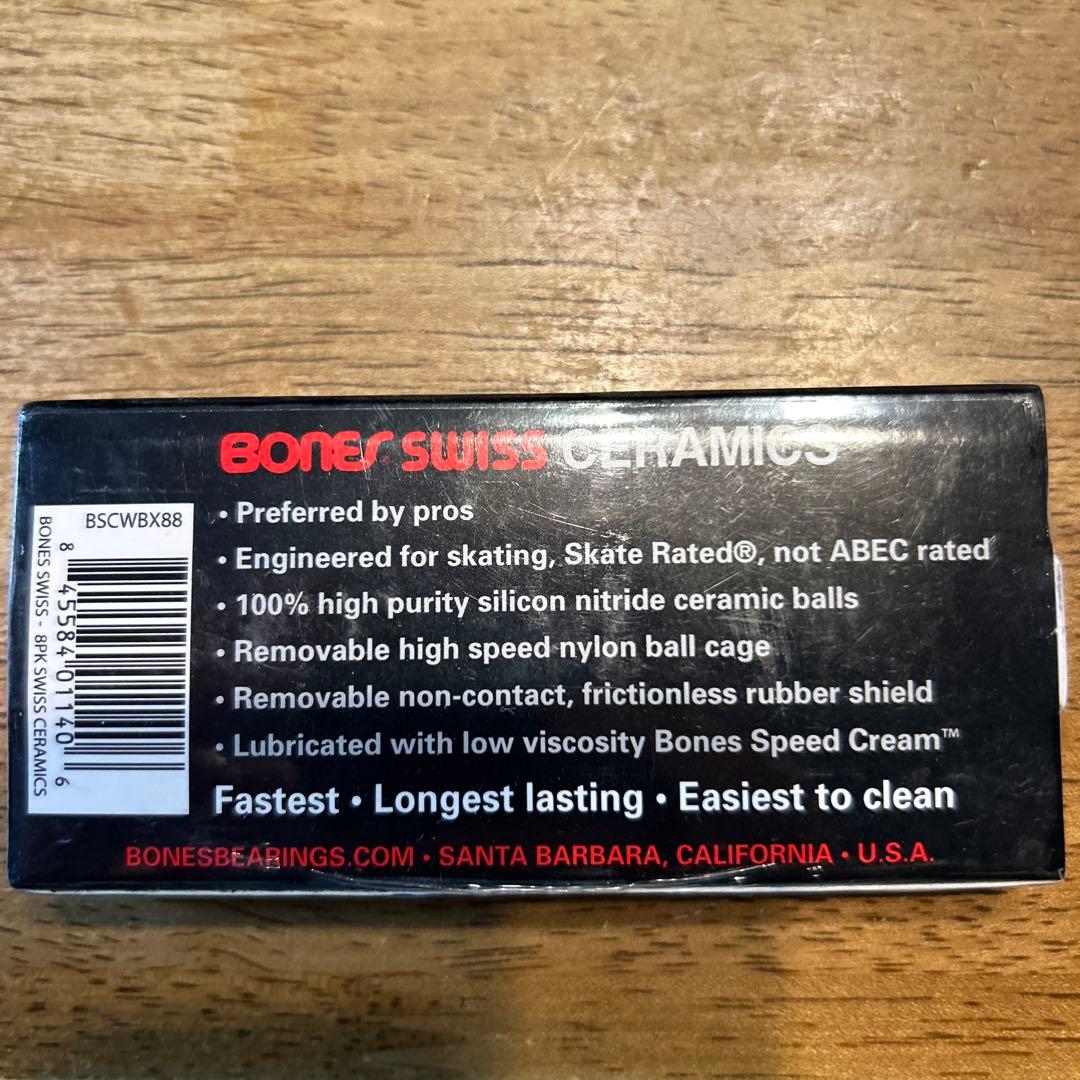 BONES SWISS CERAMICS
BSCWBX88
8 45584 01140 6
BONES SWISS - 8PK SWISS CERAMICS
• Preferred by pros
• Engineered for skating, Skate Rated®, not ABEC rated
• 100% high purity silicon nitride ceramic balls
• Removable high speed nylon ball cage
• Removable non-contact, frictionless rubber shield
• Lubricated with low viscosity Bones Speed Cream™
Fastest • Longest lasting • Easiest to clean
BONESBEARINGS.COM • SANTA BARBARA, CALIFORNIA • U.S.A.